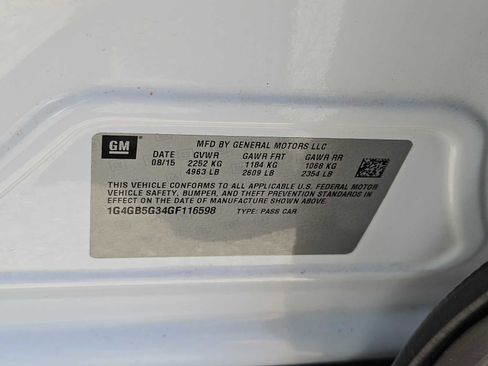 GM MFD BY GENERAL MOTORS LLC
DATE GVWR GAWR FRT GAWR RR
08/15 2252 KG 1184 KG 1068 KG
4963 LB 2609 LB 2354 LB
THIS VEHICLE CONFORMS TO ALL APPLICABLE U.S. FEDERAL MOTOR
VEHICLE SAFETY, BUMPER, AND THEFT PREVENTION STANDARDS IN
EFFECT ON THE DATE OF MANUFACTURE SHOWN ABOVE.
1G4GB5G34GF116598 TYPE: PASS CAR